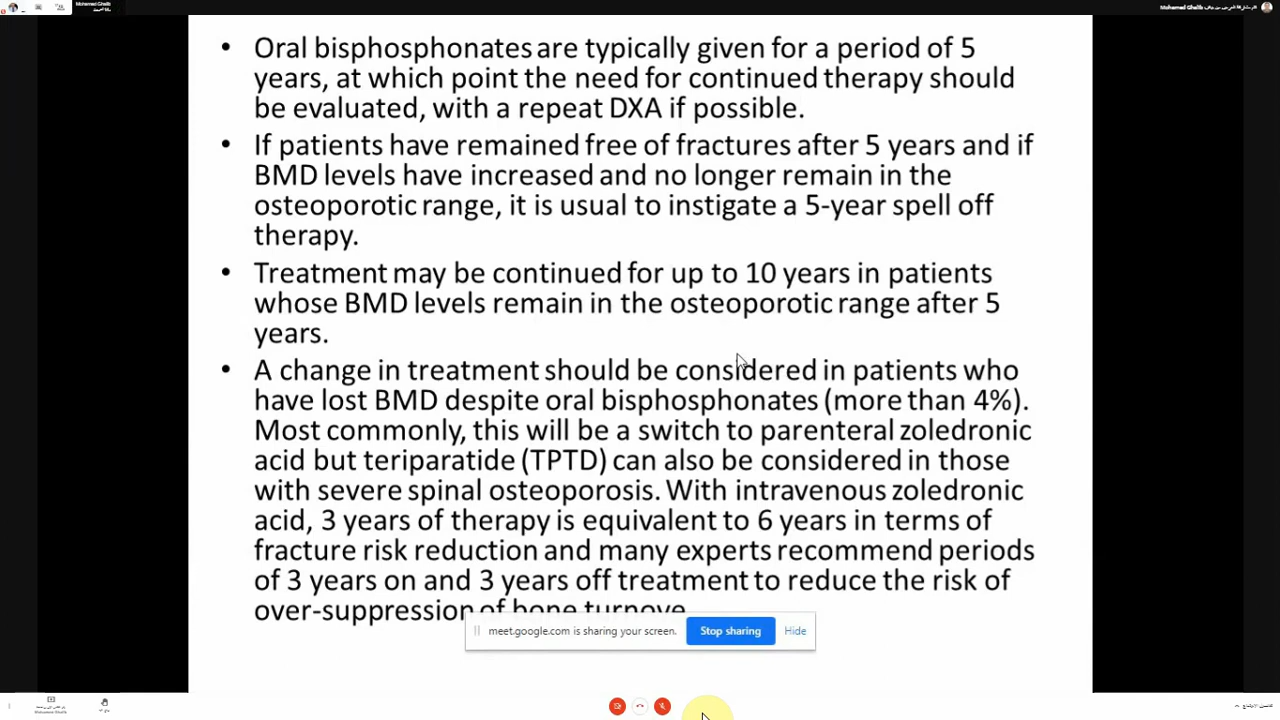 Mohamed Ghalib
Mohamed Ghalib
• Oral bisphosphonates are typically given for a period of 5
years, at which point the need for continued therapy should
be evaluated, with a repeat DXA if possible.
• If patients have remained free of fractures after 5 years and if
BMD levels have increased and no longer remain in the
osteoporotic range, it is usual to instigate a 5-year spell off
therapy.
• Treatment may be continued for up to 10 years in patients
whose BMD levels remain in the osteoporotic range after 5
years.
• A change in treatment should be considered in patients who
have lost BMD despite oral bisphosphonates (more than 4%).
Most commonly, this will be a switch to parenteral zoledronic
acid but teriparatide (TPTD) can also be considered in those
with severe spinal osteoporosis. With intravenous zoledronic
acid, 3 years of therapy is equivalent to 6 years in terms of
fracture risk reduction and many experts recommend periods
of 3 years on and 3 years off treatment to reduce the risk of
over-suppression of bone turnove
meet.google.com is sharing your screen. Stop sharing Hide
Mohamed Ghalib